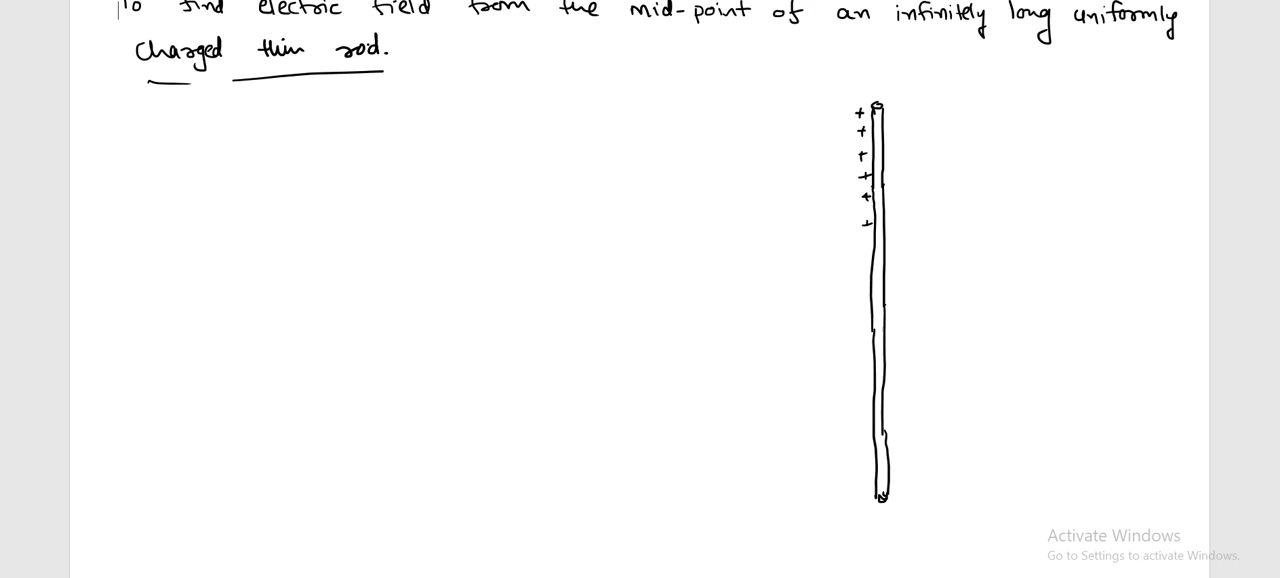 To find electric field from the mid-point of an infinitely long uniformly
charged thin rod.
+
+
+
+
+
+
Activate Windows
Go to Settings to activate Windows.